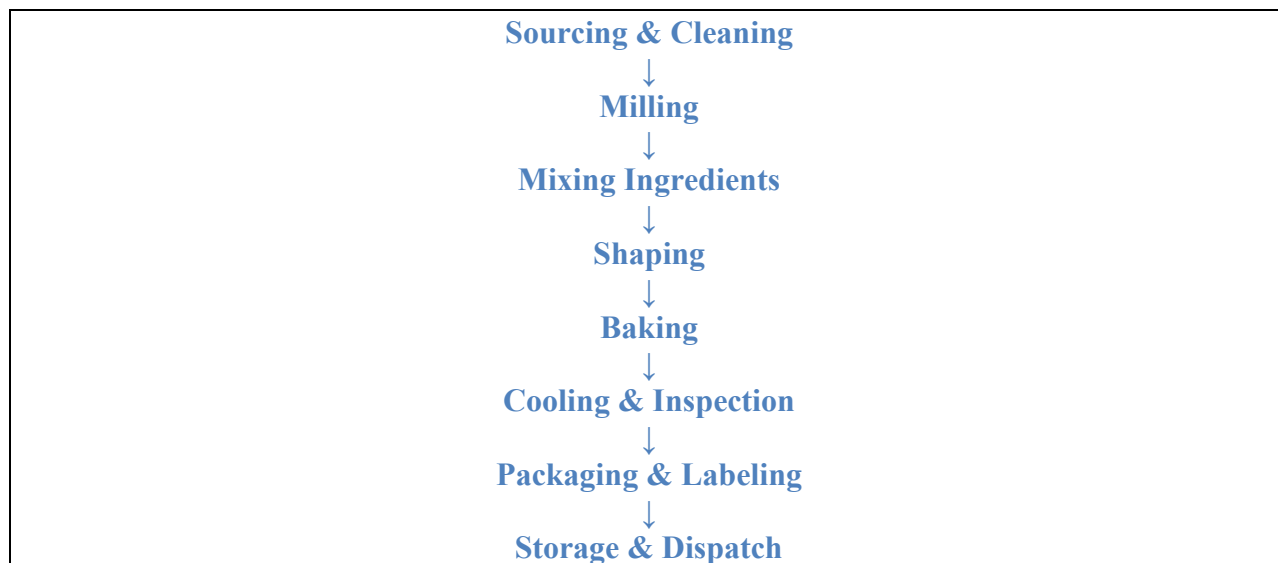 Sourcing & Cleaning
↓
Milling
↓
Mixing Ingredients
↓
Shaping
↓
Baking
↓
Cooling & Inspection
↓
Packaging & Labeling
↓
Storage & Dispatch